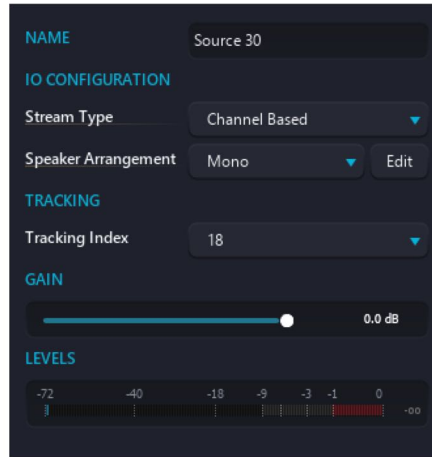 NAME Source 30
IO CONFIGURATION
Stream Type Channel Based
Speaker Arrangement Mono Edit
TRACKING
Tracking Index 18
GAIN
0.0 dB
LEVELS
-72 -40 -18 -9 -3 -1 0
-oo